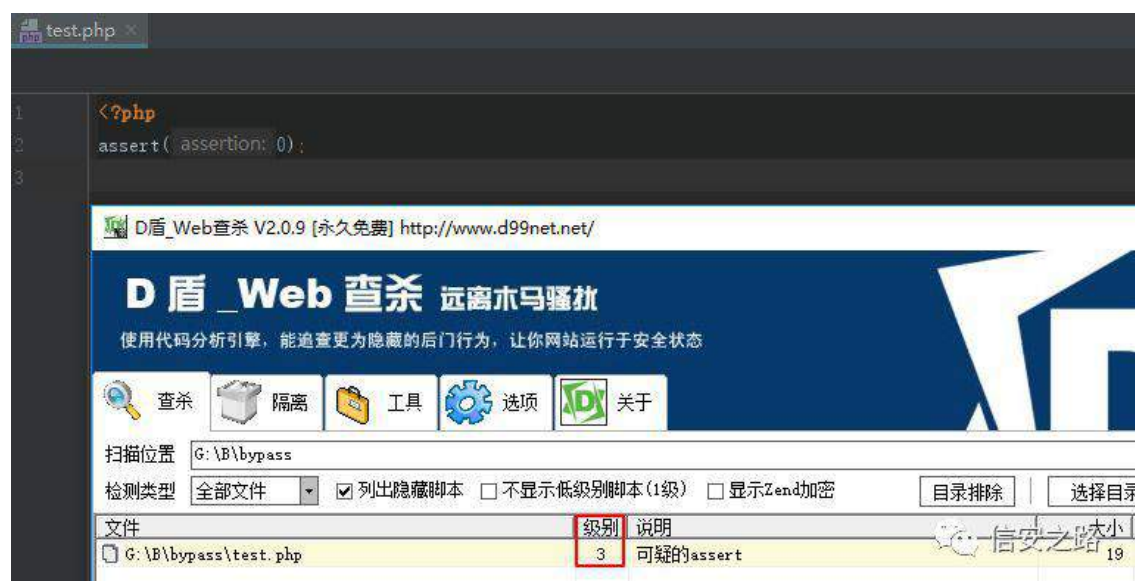 test.php ×
1 <?php
2 assert( assertion: 0);
3
D盾_Web查杀 V2.0.9 [永久免费] http://www.d99net.net/
D 盾 _Web 查杀 远离木马骚扰
使用代码分析引擎，能追查更为隐藏的后门行为，让你网站运行于安全状态
查杀 隔离 工具 选项 关于
扫描位置 G:\B\bypass
检测类型 全部文件 列出隐藏脚本 不显示低级别脚本(1级) 显示Zend加密 目录排除 选择目录
文件 级别 说明 大小
G:\B\bypass\test.php 3 可疑的assert 19
信安之路